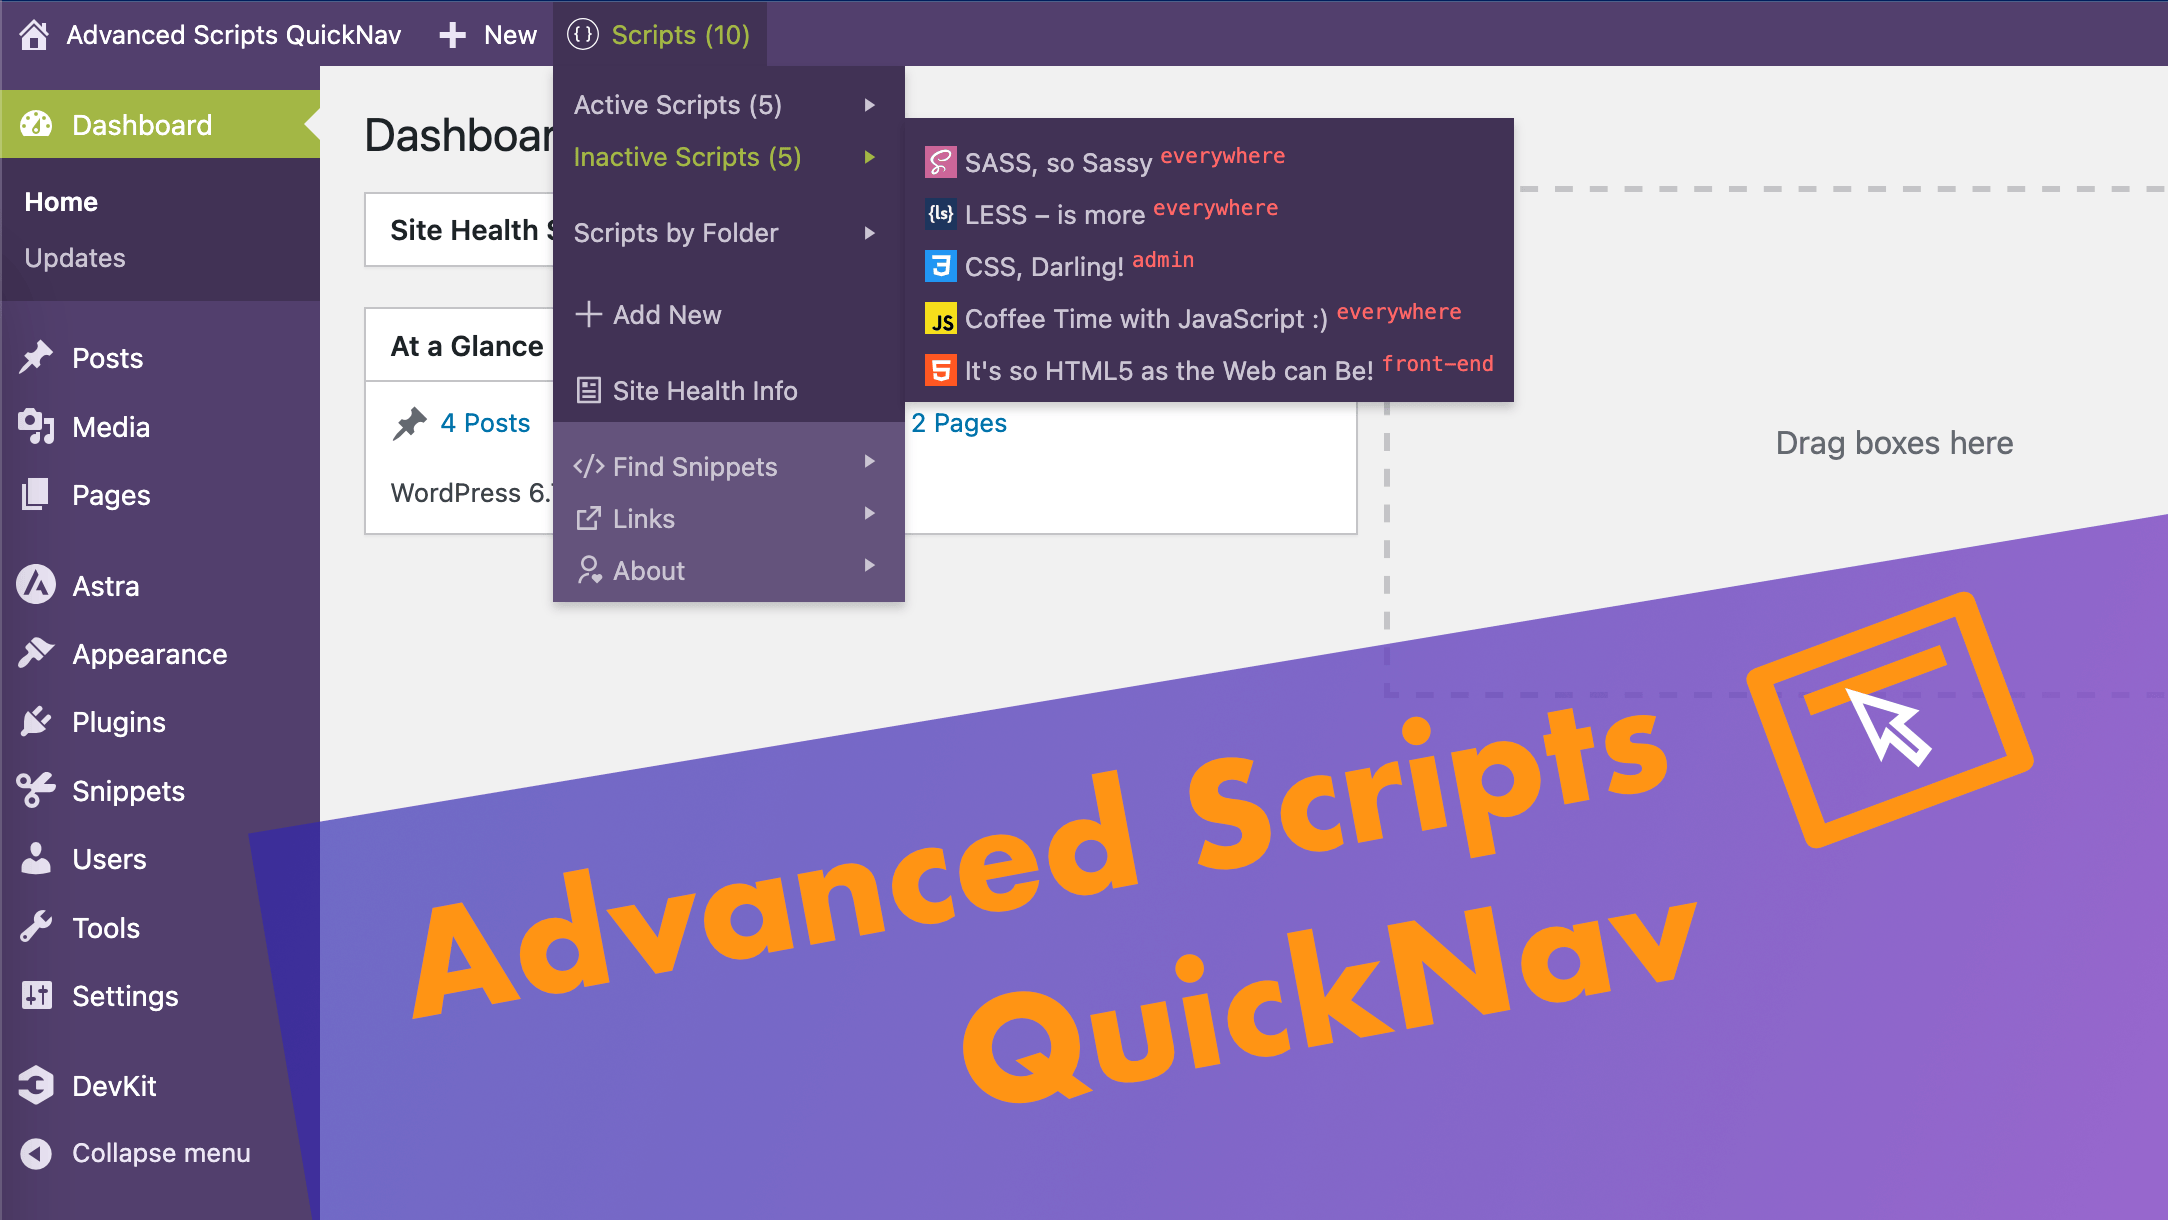 Advanced Scripts QuickNav
New
Scripts (10)
Dashboard
Home
Updates
Posts
Media
Pages
Astra
Appearance
Plugins
Snippets
Users
Tools
Settings
DevKit
Collapse menu
Site Health
At a Glance
4 Posts
2 Pages
WordPress
Active Scripts (5)
Inactive Scripts (5)
Scripts by Folder
Add New
Site Health Info
Find Snippets
Links
About
SASS, so Sassy everywhere
{ls} LESS – is more everywhere
CSS, Darling! admin
JS Coffee Time with JavaScript :) everywhere
It's so HTML5 as the Web can Be! front-end
Drag boxes here
Advanced Scripts
QuickNav